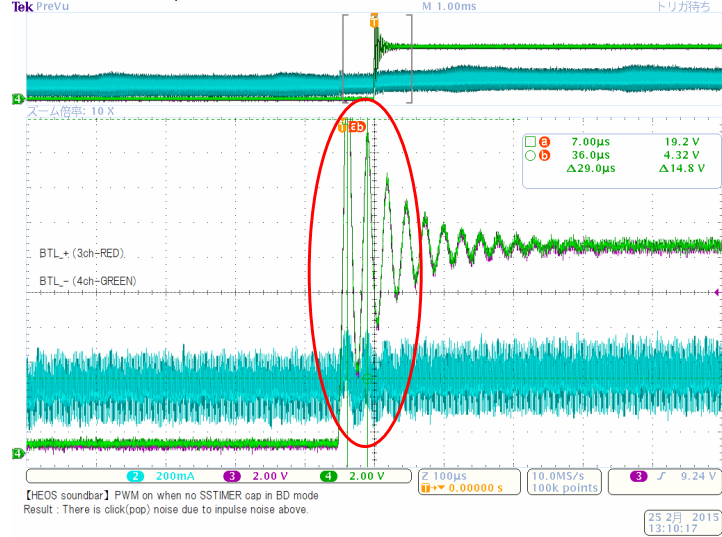 Tek PreVu
M 1.00ms
トリガ待ち
T
4
ズーム倍率: 10 X
T a b
a 7.00µs 19.2 V
b 36.0µs 4.32 V
Δ29.0µs Δ14.8 V
BTL_+ (3ch-RED)
BTL_- (4ch-GREEN)
4
2 200mA 3 2.00 V 4 2.00 V
Z 100µs
T→▼ 0.00000 s
10.0MS/s
100k points
3 ∫ 9.24 V
【HEOS soundbar】 PWM on when no SSTIMER cap in BD mode
Result : There is click(pop) noise due to inpulse noise above.
25 2月 2015
13:10:17